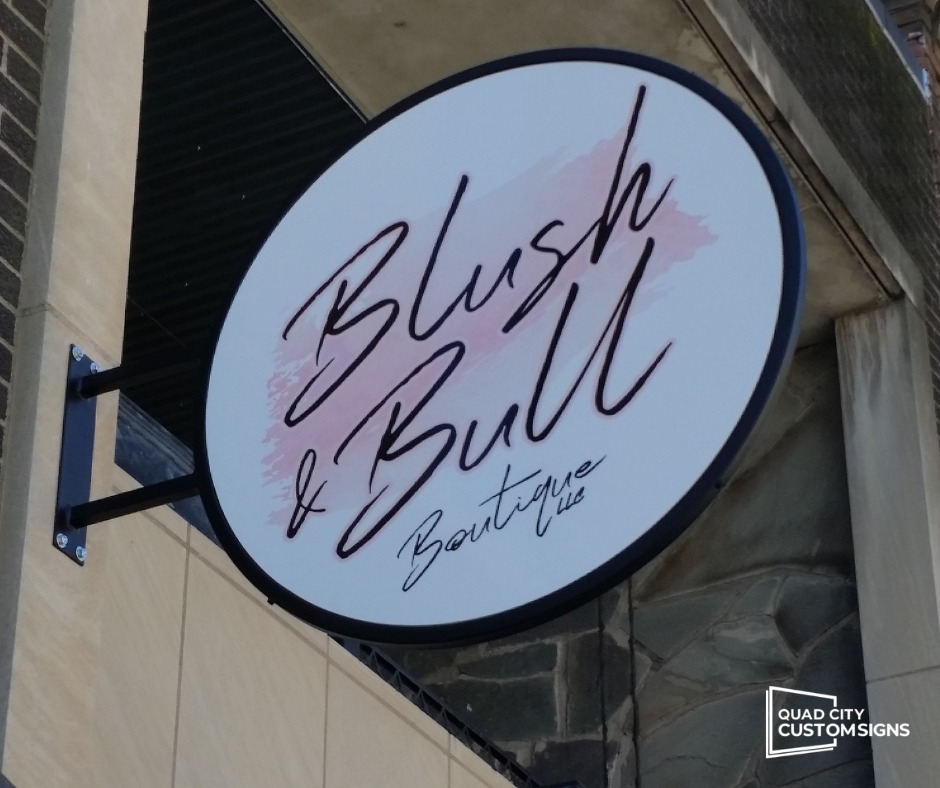 Blush
& Bull
Boutique
LLC
QUAD CITY
CUSTOMSIGNS